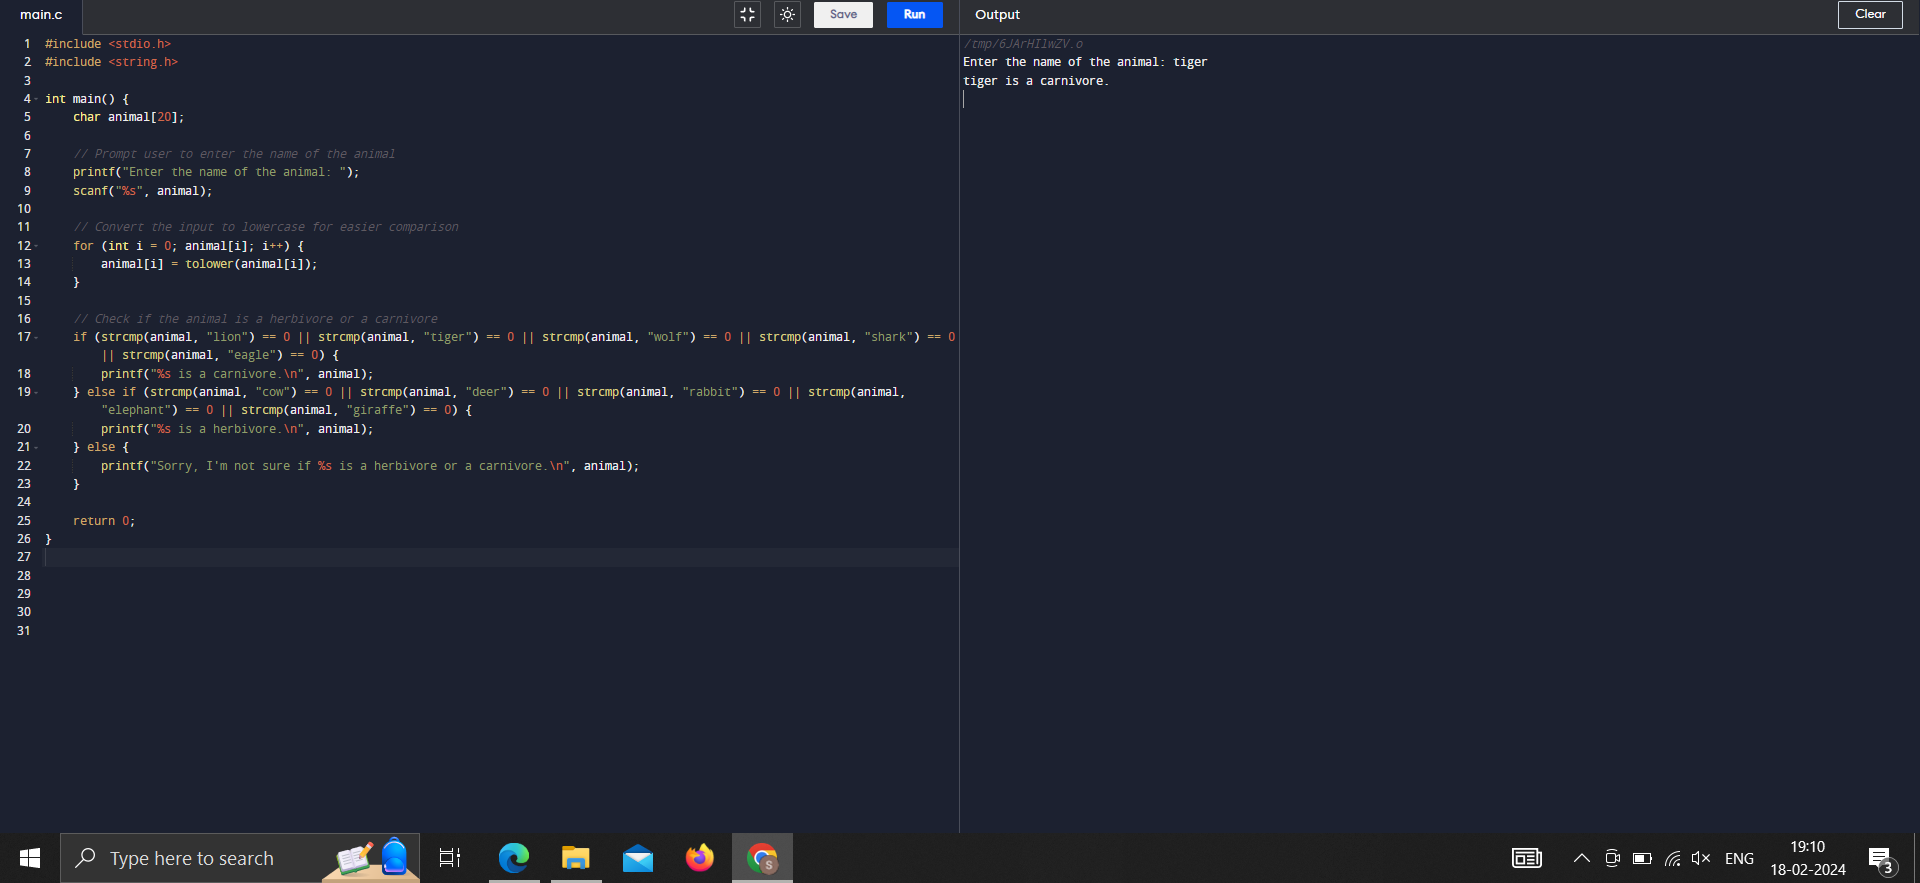 main.c
Save
Run
Output
Clear
1 #include <stdio.h>
2 #include <string.h>
3
4 int main() {
5 char animal[20];
6
7 // Prompt user to enter the name of the animal
8 printf("Enter the name of the animal: ");
9 scanf("%s", animal);
10
11 // Convert the input to lowercase for easier comparison
12 for (int i = 0; animal[i]; i++) {
13 animal[i] = tolower(animal[i]);
14 }
15
16 // Check if the animal is a herbivore or a carnivore
17 if (strcmp(animal, "lion") == 0 || strcmp(animal, "tiger") == 0 || strcmp(animal, "wolf") == 0 || strcmp(animal, "shark") == 0
|| strcmp(animal, "eagle") == 0) {
18 printf("%s is a carnivore.\n", animal);
19 } else if (strcmp(animal, "cow") == 0 || strcmp(animal, "deer") == 0 || strcmp(animal, "rabbit") == 0 || strcmp(animal,
"elephant") == 0 || strcmp(animal, "giraffe") == 0) {
20 printf("%s is a herbivore.\n", animal);
21 } else {
22 printf("Sorry, I'm not sure if %s is a herbivore or a carnivore.\n", animal);
23 }
24
25 return 0;
26 }
27
28
29
30
31
/tmp/6JArHIlwZV.o
Enter the name of the animal: tiger
tiger is a carnivore.
Type here to search
S
ENG
19:10
18-02-2024
3